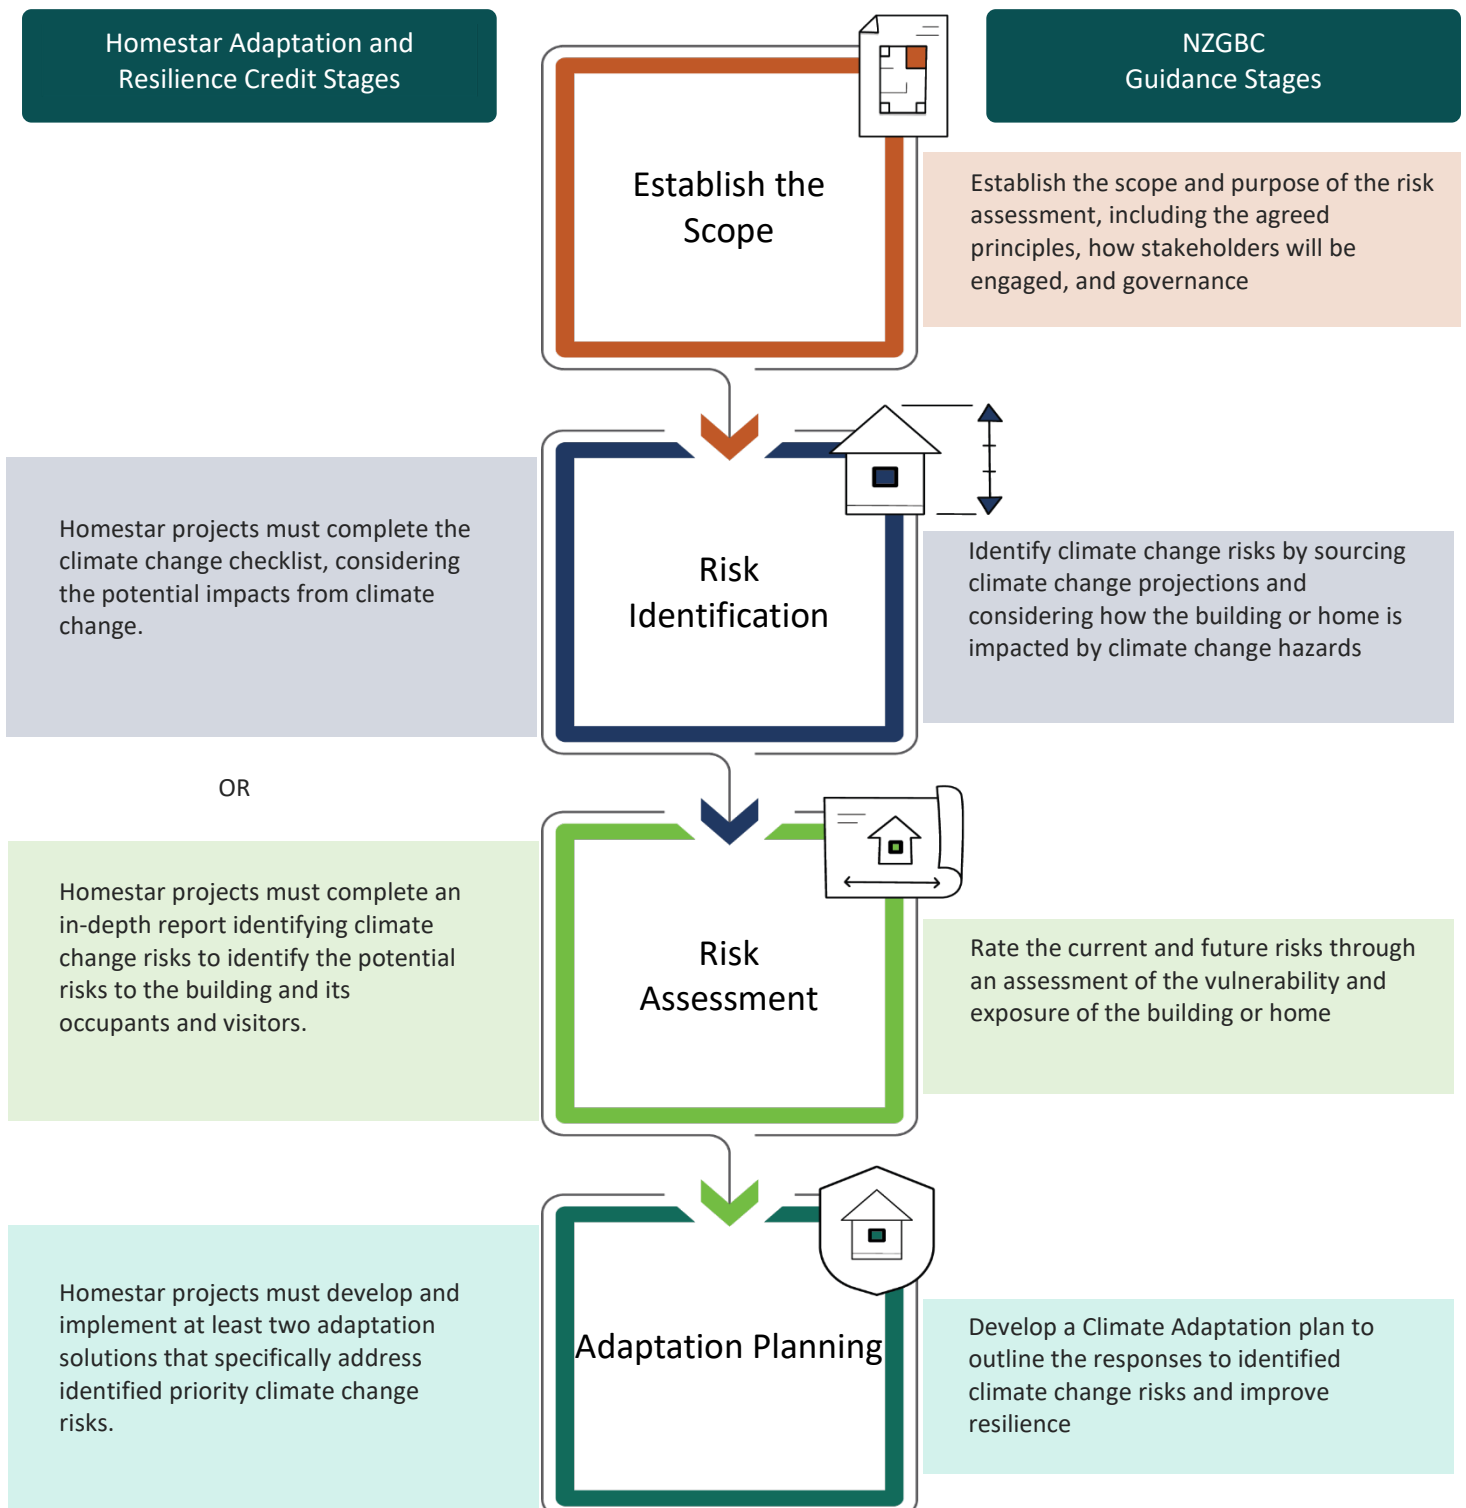 Homestar Adaptation and
Resilience Credit Stages
NZGBC
Guidance Stages
Establish the
Scope
Establish the scope and purpose of the risk
assessment, including the agreed
principles, how stakeholders will be
engaged, and governance
Homestar projects must complete the
climate change checklist, considering
the potential impacts from climate
change.
Risk
Identification
Identify climate change risks by sourcing
climate change projections and
considering how the building or home is
impacted by climate change hazards
OR
Homestar projects must complete an
in-depth report identifying climate
change risks to identify the potential
risks to the building and its
occupants and visitors.
Risk
Assessment
Rate the current and future risks through
an assessment of the vulnerability and
exposure of the building or home
Homestar projects must develop and
implement at least two adaptation
solutions that specifically address
identified priority climate change
risks.
Adaptation Planning
Develop a Climate Adaptation plan to
outline the responses to identified
climate change risks and improve
resilience